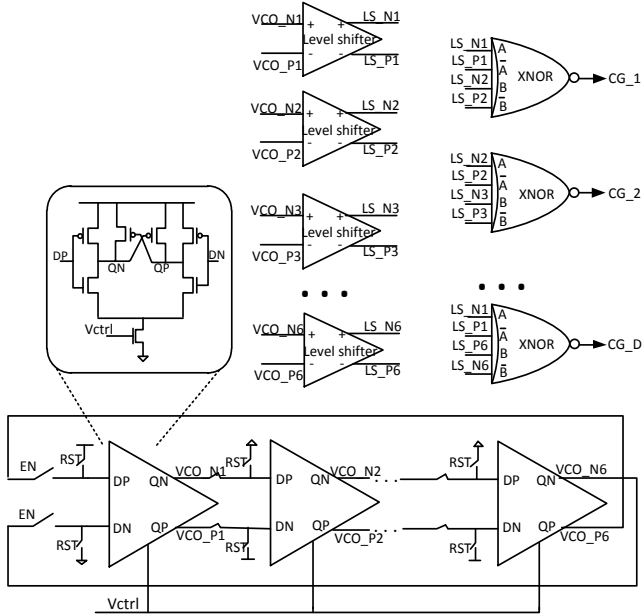 VCO_N1 + + LS_N1
Level shifter
VCO_P1 - - LS_P1
LS_N1 A
LS_P1 A
LS_N2 B
LS_P2 B
XNOR CG_1
VCO_N2 + + LS_N2
Level shifter
VCO_P2 - - LS_P2
LS_N2 A
LS_P2 A
LS_N3 B
LS_P3 B
XNOR CG_2
VCO_N3 + + LS_N3
VCO_P3 - - LS_P3
. . .
. . .
VCO_N6 + + LS_N6
Level shifter
VCO_P6 - - LS_P6
LS_N1 A
LS_P1 A
LS_P6 B
LS_N6 B
XNOR CG_D
DP QN QP DN
Vctrl
EN RST DP QN VCO_N1 RST DP QN VCO_N2 . . . RST DP QN VCO_N6
EN RST DN QP VCO_P1 RST DN QP VCO_P2 . . . RST DN QP VCO_P6
Vctrl